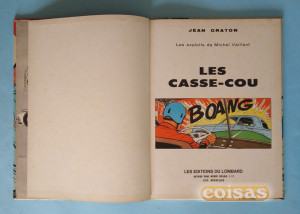 JEAN GRATON
Les exploits de Michel Vaillant
LES
CASSE-COU
BOANG
LES EDITIONS DU LOMBARD
coisas